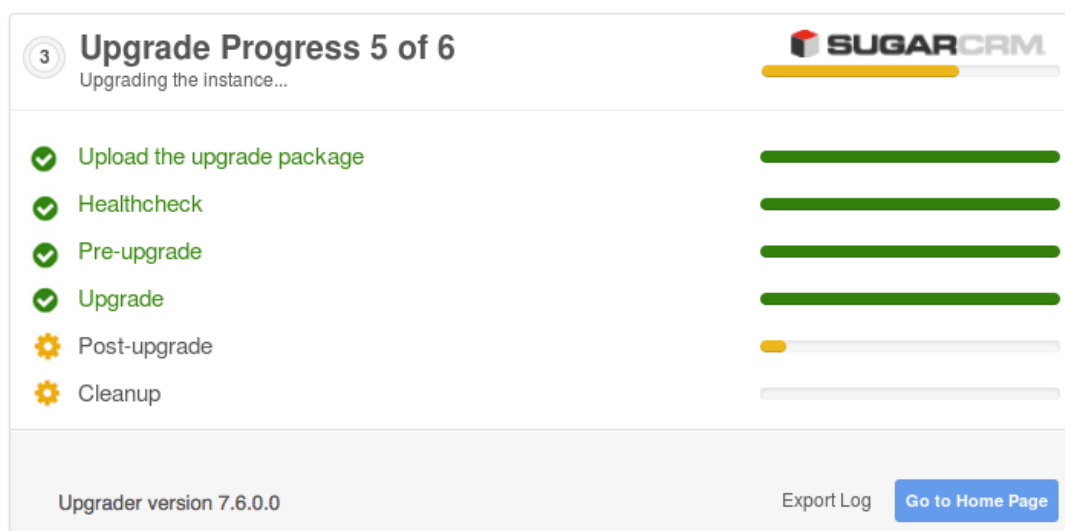 3
Upgrade Progress 5 of 6
Upgrading the instance...
SUGARCRM
Upload the upgrade package
Healthcheck
Pre-upgrade
Upgrade
Post-upgrade
Cleanup
Upgrader version 7.6.0.0
Export Log
Go to Home Page